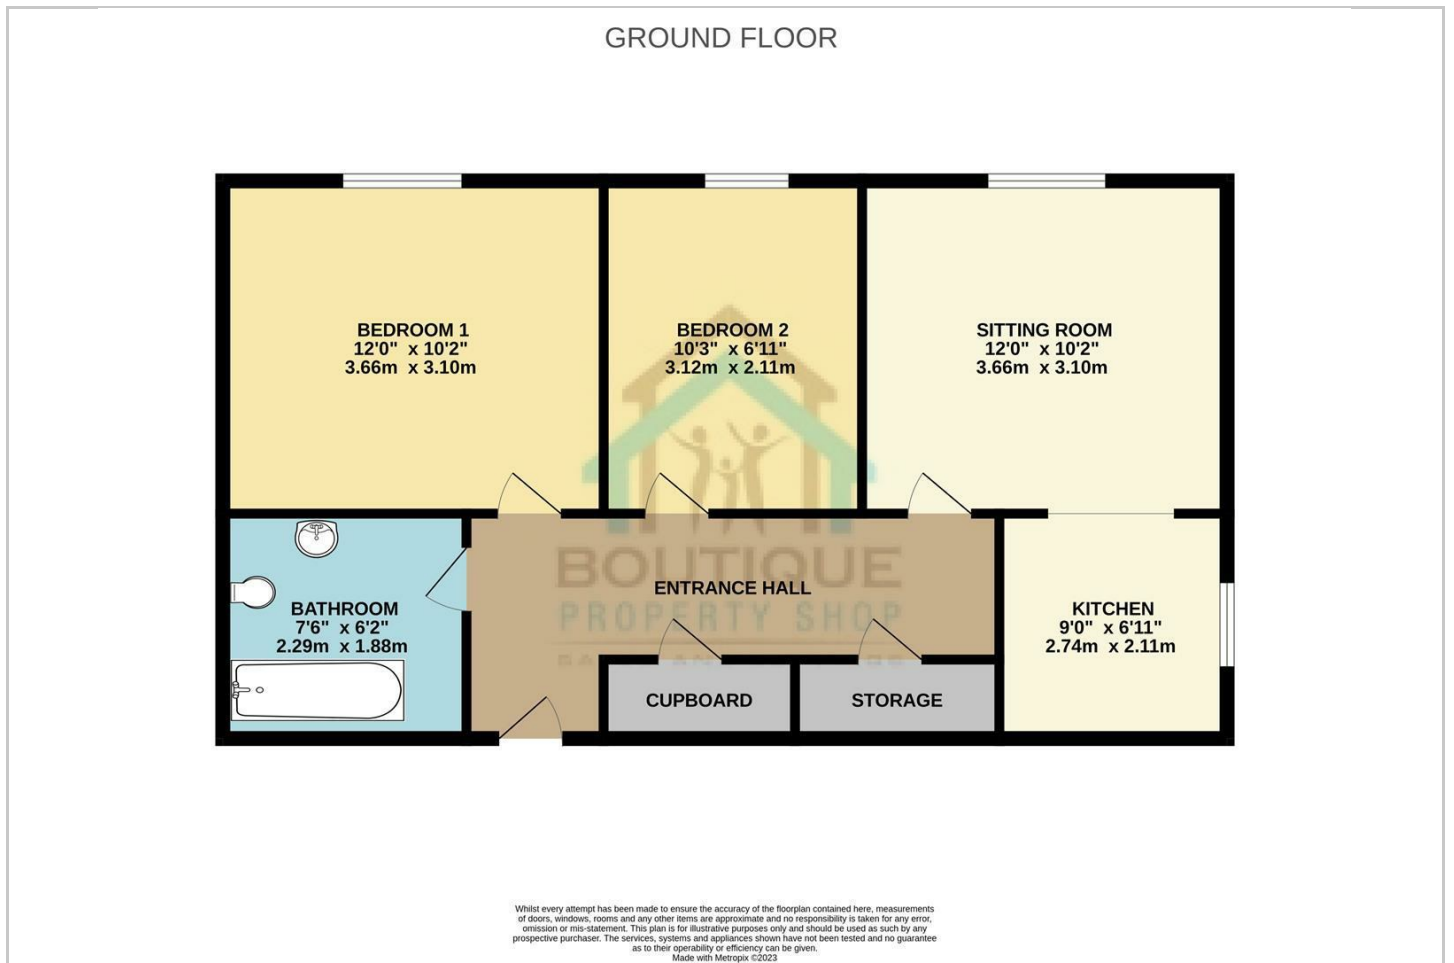 GROUND FLOOR
BEDROOM 1
12'0" x 10'2"
3.66m x 3.10m
BEDROOM 2
10'3" x 6'11"
3.12m x 2.11m
SITTING ROOM
12'0" x 10'2"
3.66m x 3.10m
BOUTIQUE
PROPERTY SHOP
ENTRANCE HALL
BATHROOM
7'6" x 6'2"
2.29m x 1.88m
KITCHEN
9'0" x 6'11"
2.74m x 2.11m
CUPBOARD
STORAGE
Whilst every attempt has been made to ensure the accuracy of the floorplan contained here, measurements
of doors, windows, rooms and any other items are approximate and no responsibility is taken for any error,
omission or mis-statement. This plan is for illustrative purposes only and should be used as such by any
prospective purchaser. The services, systems and appliances shown have not been tested and no guarantee
as to their operability or efficiency can be given.
Made with Metropix ©2023